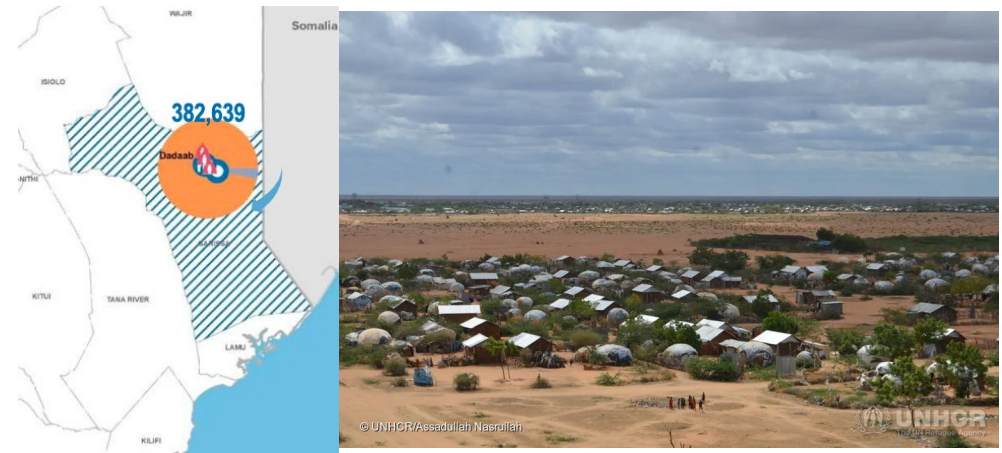 WAJIR
Somalia
ISIOLO
382,639
Dadaab
-NITHI
GARISSA
KITUI
TANA RIVER
LAMU
KILIFI
© UNHCR/Assadullah Nasrullah
UNHCR
The UN Refugee Agency